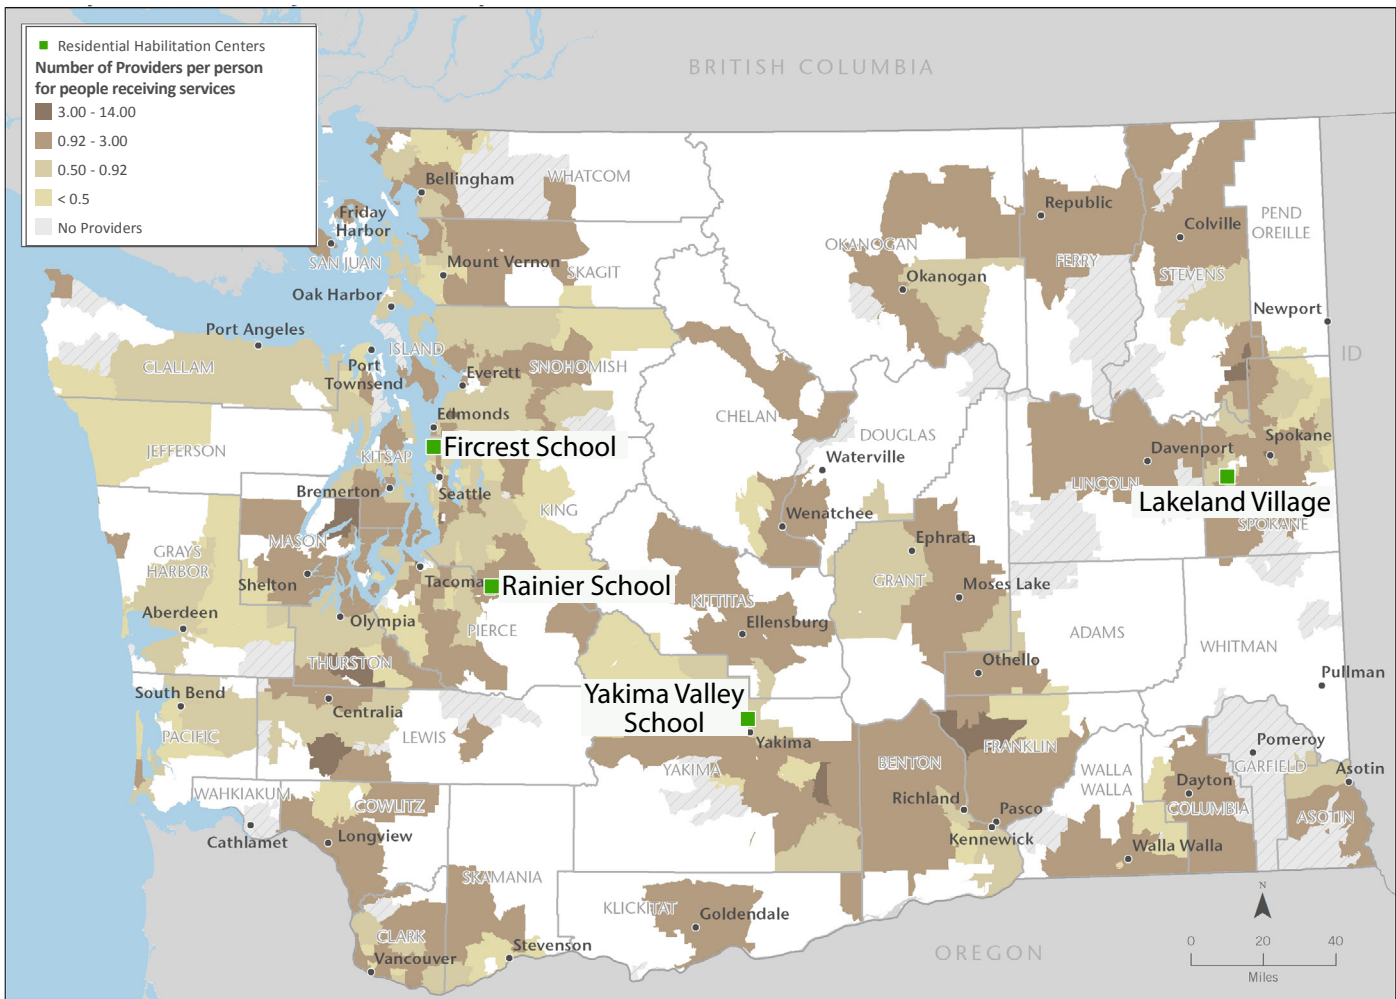 Residential Habilitation Centers
Number of Providers per person
for people receiving services
3.00 - 14.00
0.92 - 3.00
0.50 - 0.92
< 0.5
No Providers
BRITISH COLUMBIA
Bellingham
WHATCOM
Friday
Harbor
SAN JUAN
Mount Vernon
SKAGIT
Oak Harbor
Port Angeles
CLALLAM
ISLAND
Port
Townsend
Everett
SNOHOMISH
Edmonds
JEFFERSON
KITSAP
Fircrest School
Bremerton
Seattle
KING
MASON
GRAYS
HARBOR
Shelton
Tacoma
Rainier School
Aberdeen
Olympia
PIERCE
THURSTON
South Bend
Centralia
PACIFIC
LEWIS
WAHKIAKUM
COWLITZ
Cathlamet
Longview
SKAMANIA
CLARK
Vancouver
Stevenson
OKANOGAN
Okanogan
Republic
FERRY
Colville
STEVENS
PEND
OREILLE
Newport
ID
CHELAN
DOUGLAS
Waterville
Wenatchee
Davenport
LINCOLN
Spokane
Lakeland Village
SPOKANE
Ephrata
GRANT
Moses Lake
KITTITAS
Ellensburg
ADAMS
WHITMAN
Othello
Pullman
Yakima Valley
School
Yakima
YAKIMA
BENTON
FRANKLIN
Richland
Pasco
Kennewick
WALLA
WALLA
Walla Walla
Dayton
COLUMBIA
Pomeroy
GARFIELD
Asotin
ASOTIN
KLICKITAT
Goldendale
OREGON
N
0 20 40
Miles